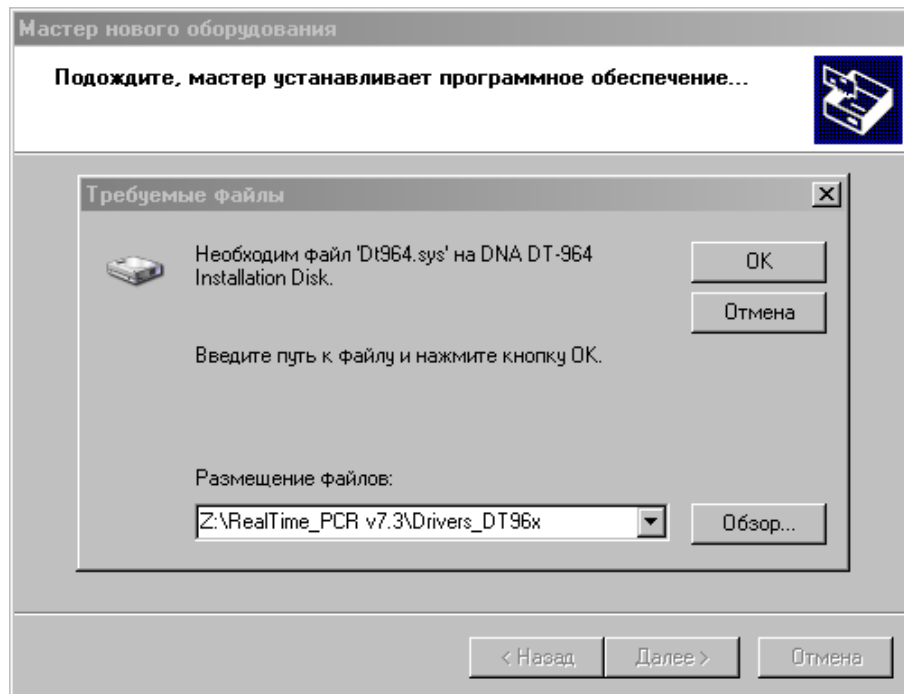 Мастер нового оборудования
Подождите, мастер устанавливает программное обеспечение...
Требуемые файлы
Необходим файл 'Dt964.sys' на DNA DT-964
Installation Disk.
OK
Отмена
Введите путь к файлу и нажмите кнопку OK.
Размещение файлов:
Z:\RealTime_PCR v7.3\Drivers_DT96x
Обзор...
< Назад
Далее >
Отмена